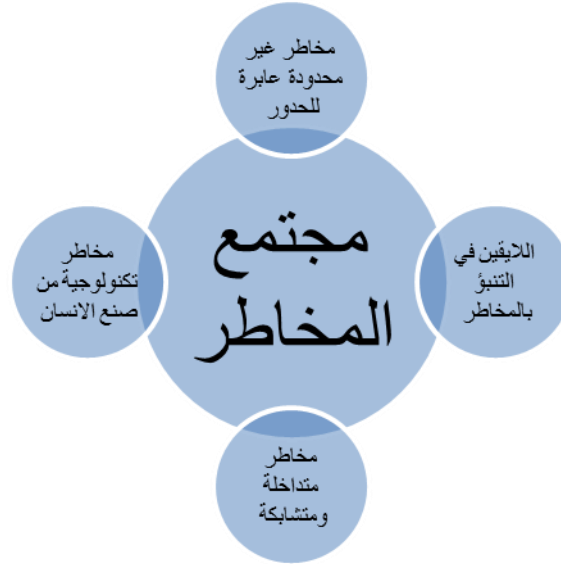 مخاطر غير
محدودة عابرة
للحدور
مجتمع
المخاطر
اللايقين في
التنبؤ
بالمخاطر
مخاطر
تكنولوجية من
صنع الانسان
مخاطر
متداخلة
ومتشابكة